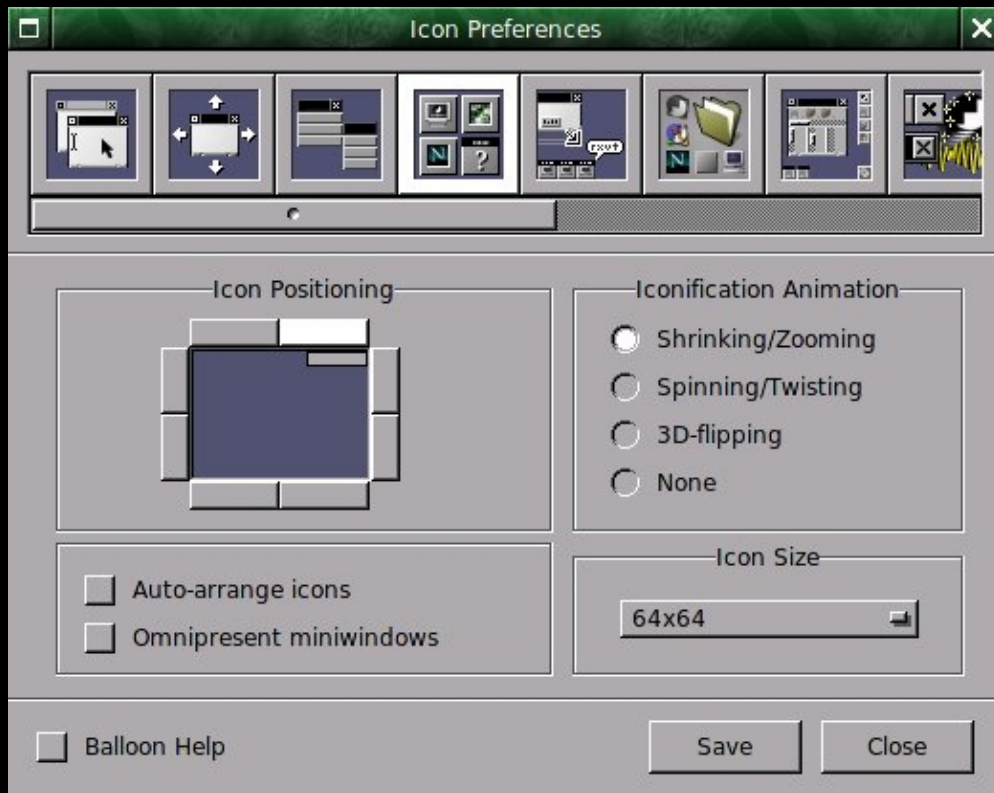 Icon Preferences
rxvt
?
N
N
Icon Positioning
Iconification Animation
Shrinking/Zooming
Spinning/Twisting
3D-flipping
None
Auto-arrange icons
Omnipresent miniwindows
Icon Size
64x64
Balloon Help
Save
Close